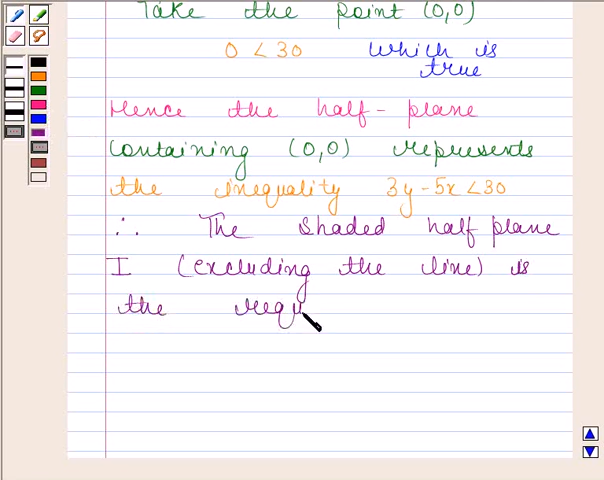 Take the point (0,0)
0 < 30 Which is
true
Hence the half-plane
Containing (0,0) represents
the inequality 3y-5x < 30
∴ The shaded half plane
I (excluding the line) is
the requ